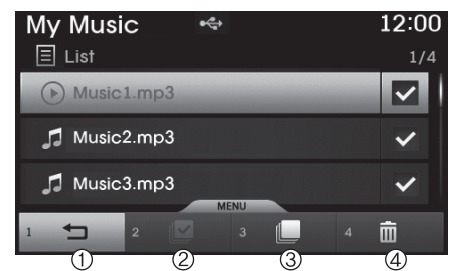 My Music 12:00
List 1/4
Music1.mp3
Music2.mp3
Music3.mp3
MENU
1 2 3 4
① ② ③ ④